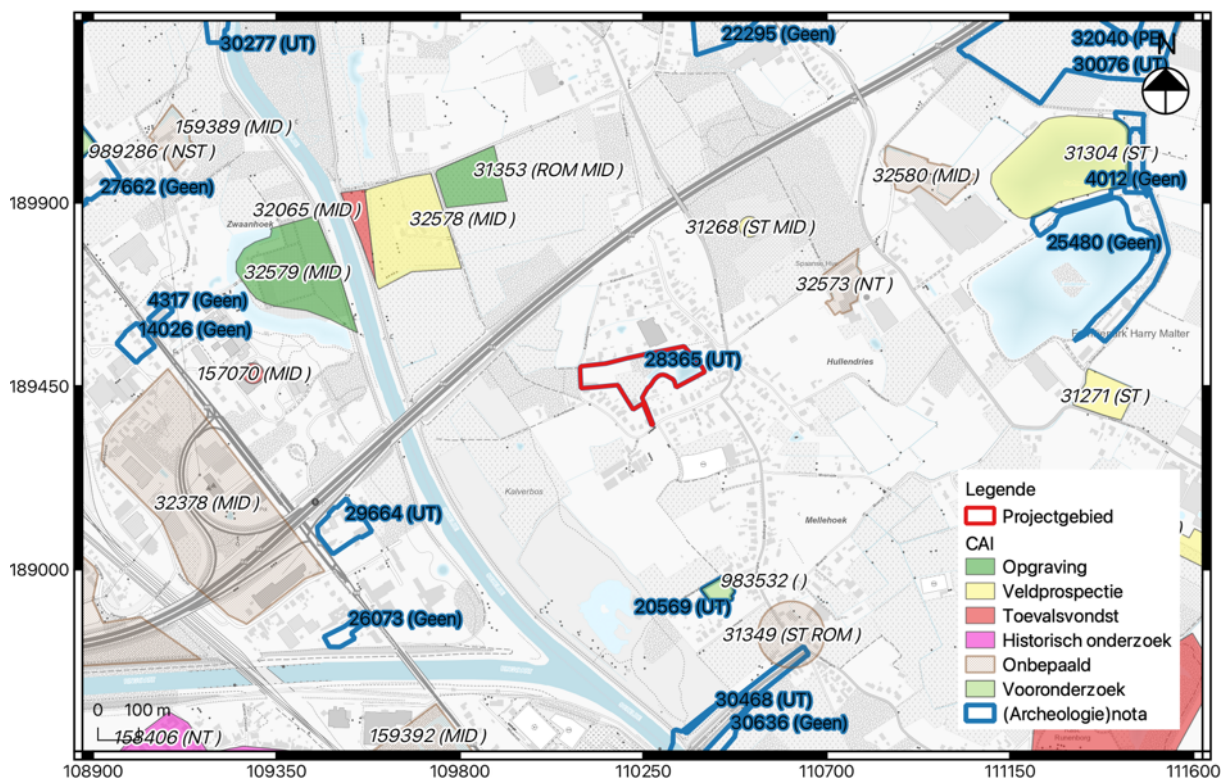 30277 (UT)
22295 (Geen)
32040 (PE
N
30076 (UT)
159389 (MID )
989286 (NST)
31353 (ROM MID )
31304 (ST )
27662 (Geen)
32580 (MID )
4012 (Geen)
189900
32065 (MID )
32578 (MID )
Zwaanhoek
31268 (ST MID )
25480 (Geen)
32579 (MID )
32573 (NT )
4317 (Geen)
14026 (Geen)
Harry Malter
28365 (UT)
Hullendries
157070 (MID )
189450
31271 (ST )
Kalverbos
32378 (MID )
29664 (UT)
Mellehoek
Legende
Projectgebied
CAI
Opgraving
Veldprospectie
Toevalsvondst
Historisch onderzoek
Onbepaald
Vooronderzoek
(Archeologie)nota
189000
983532 ( )
20569 (UT)
26073 (Geen)
31349 (ST ROM )
30468 (UT)
30636 (Geen)
0 100 m
158406 (NT )
159392 (MID )
108900 109350 109800 110250 110700 111150 111600